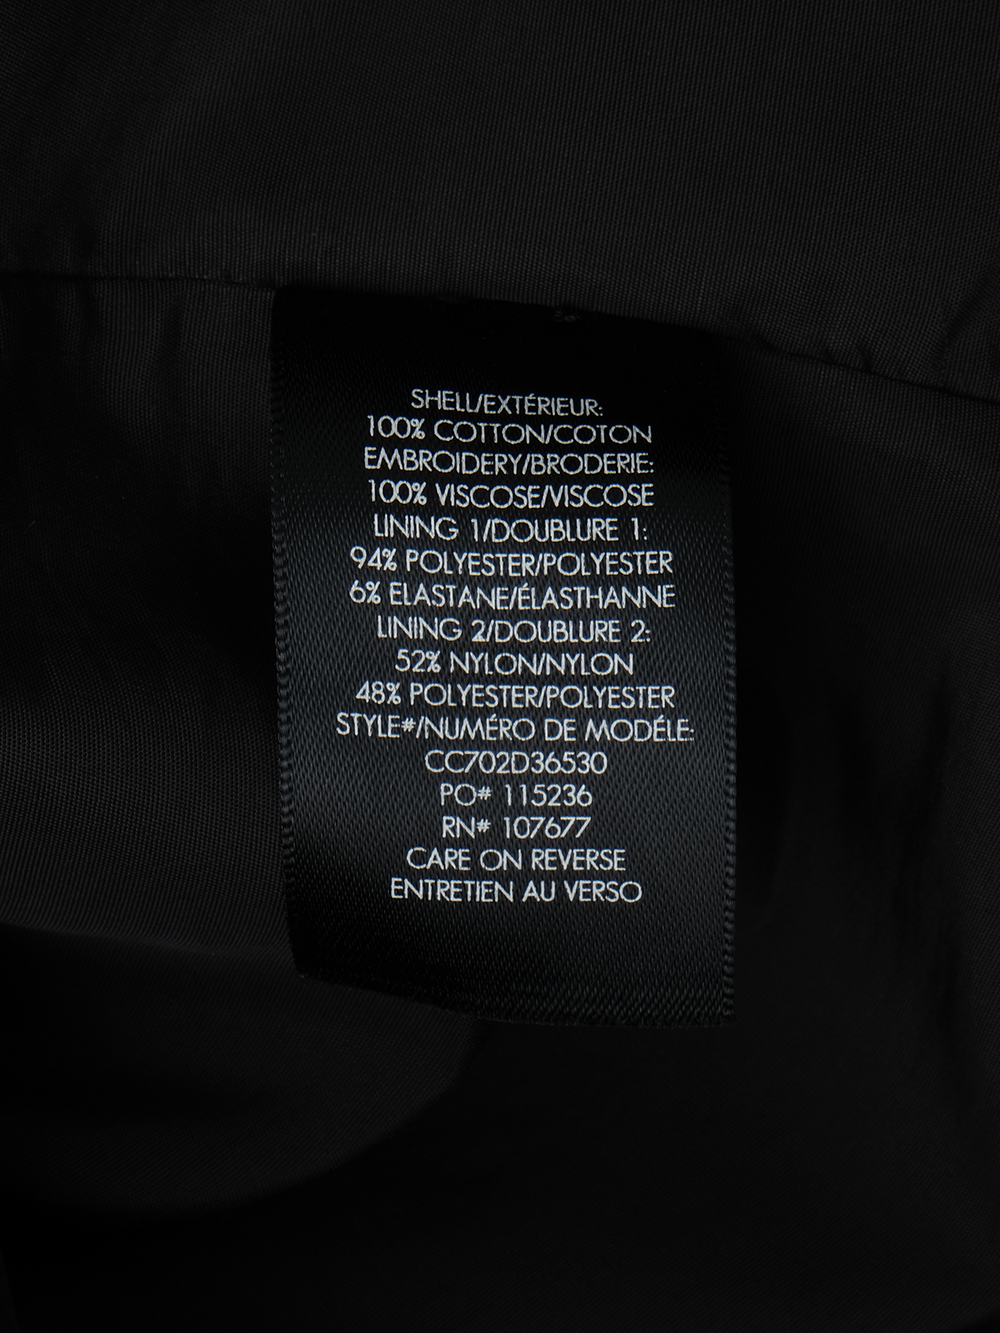 SHELL/EXTÉRIEUR:
100% COTTON/COTON
EMBROIDERY/BRODERIE:
100% VISCOSE/VISCOSE
LINING 1/DOUBLURE 1:
94% POLYESTER/POLYESTER
6% ELASTANE/ÉLASTHANNE
LINING 2/DOUBLURE 2:
52% NYLON/NYLON
48% POLYESTER/POLYESTER
STYLE#/NUMÉRO DE MODÉLE:
CC702D36530
PO# 115236
RN# 107677
CARE ON REVERSE
ENTRETIEN AU VERSO